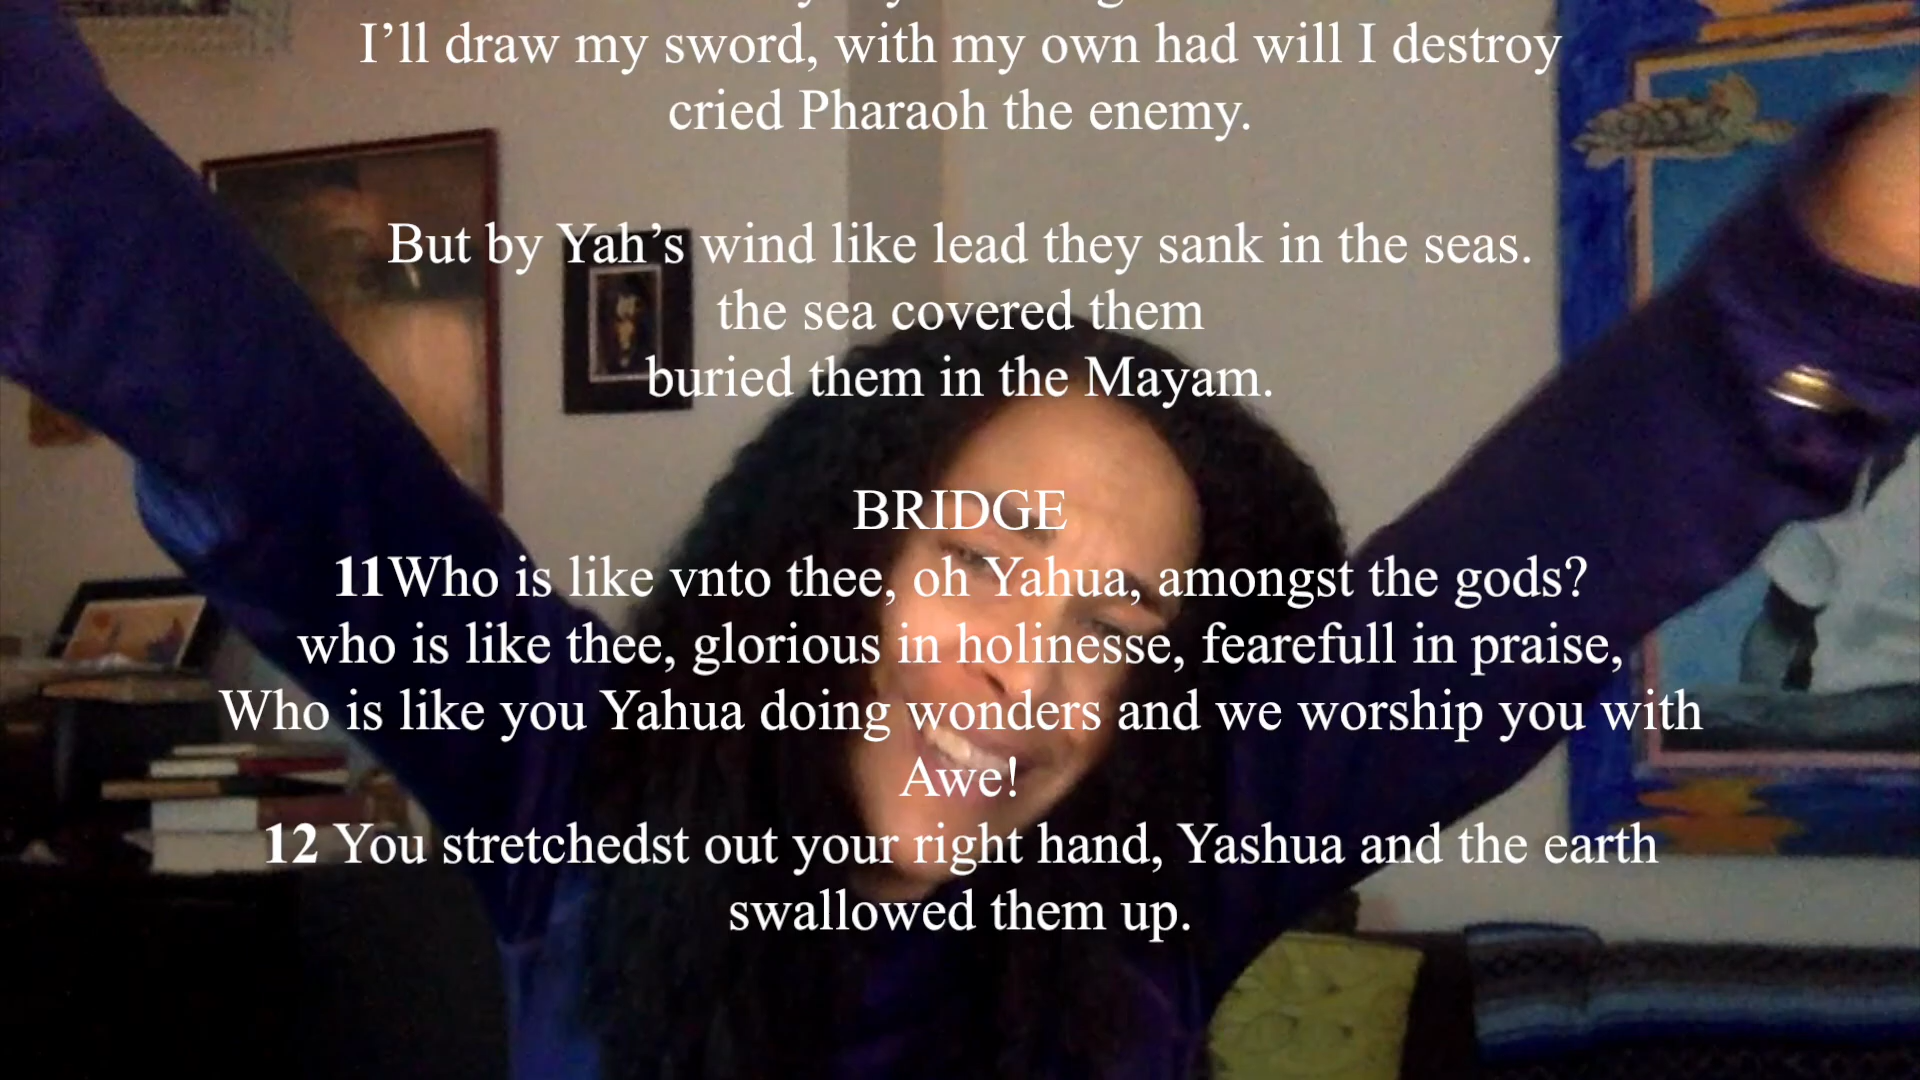 I’ll draw my sword, with my own had will I destroy
cried Pharaoh the enemy.
But by Yah’s wind like lead they sank in the seas.
the sea covered them
buried them in the Mayam.
BRIDGE
11Who is like vnto thee, oh Yahua, amongst the gods?
who is like thee, glorious in holinesse, fearefull in praise,
Who is like you Yahua doing wonders and we worship you with
Awe!
12 You stretchedst out your right hand, Yashua and the earth
swallowed them up.